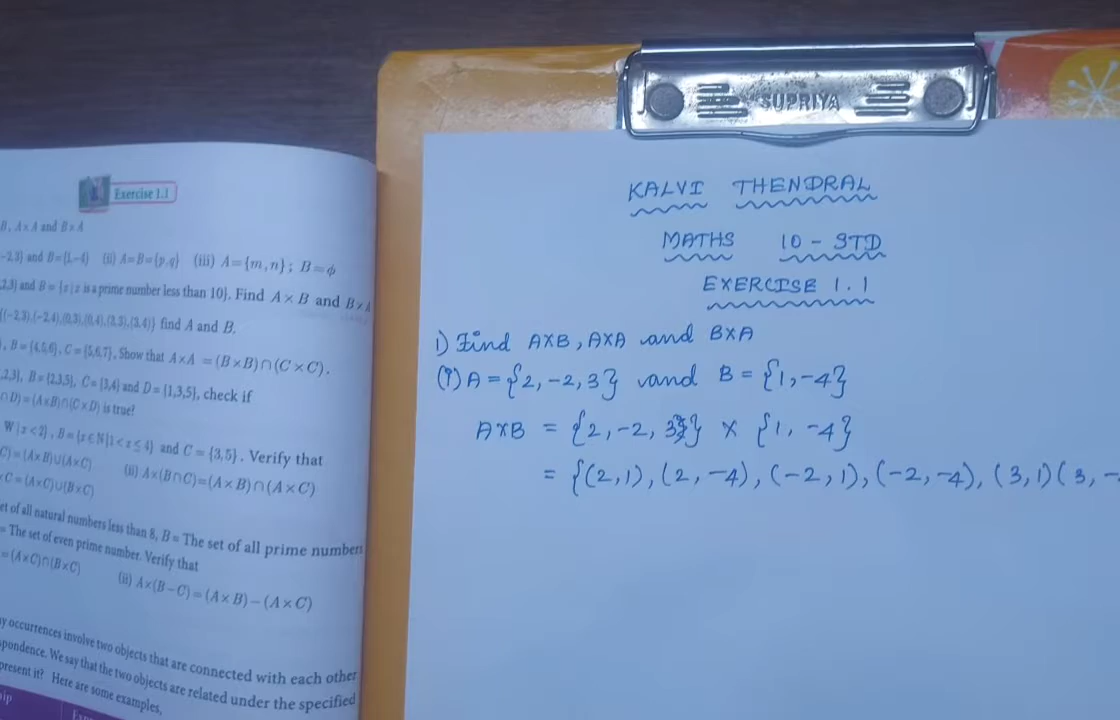 Exercise 1.1
B, A×A and B×A
-2,3} and B={1,-4} (ii) A=B={p,q} (iii) A={m,n}; B=ϕ
,2,3} and B = {x | x is a prime number less than 10}. Find A×B and B×A
{(-2,3),(-2,4),(0,3),(0,4),(3,3),(3,4)} find A and B.
, B={4,5,6}, C={5,6,7}, Show that A×A = (B×B)∩(C×C).
,2,3}, B={2,3,5}, C={3,4} and D={1,3,5}, check if
∩D)=(A×B)∩(C×D) is true?
W | x<2}, B={x∈N | 1<x≤4} and C={3,5}. Verify that
C)=(A×B)∪(A×C) (ii) A×(B∩C)=(A×B)∩(A×C)
×C=(A×C)∪(B×C)
et of all natural numbers less than 8, B = The set of all prime number
= The set of even prime number. Verify that
=(A×C)∩(B×C) (ii) A×(B-C)=(A×B)-(A×C)
y occurrences involve two objects that are connected with each other
spondence. We say that the two objects are related under the specified
present it? Here are some examples,
SUPRIYA
KALVI THENDRAL
MATHS 10-STD
EXERCISE 1.1
1) Find A×B, A×A and B×A
(i) A = {2, -2, 3} and B = {1, -4}
A×B = {2, -2, 3} × {1, -4}
= {(2,1), (2,-4), (-2,1), (-2,-4), (3,1) (3,-